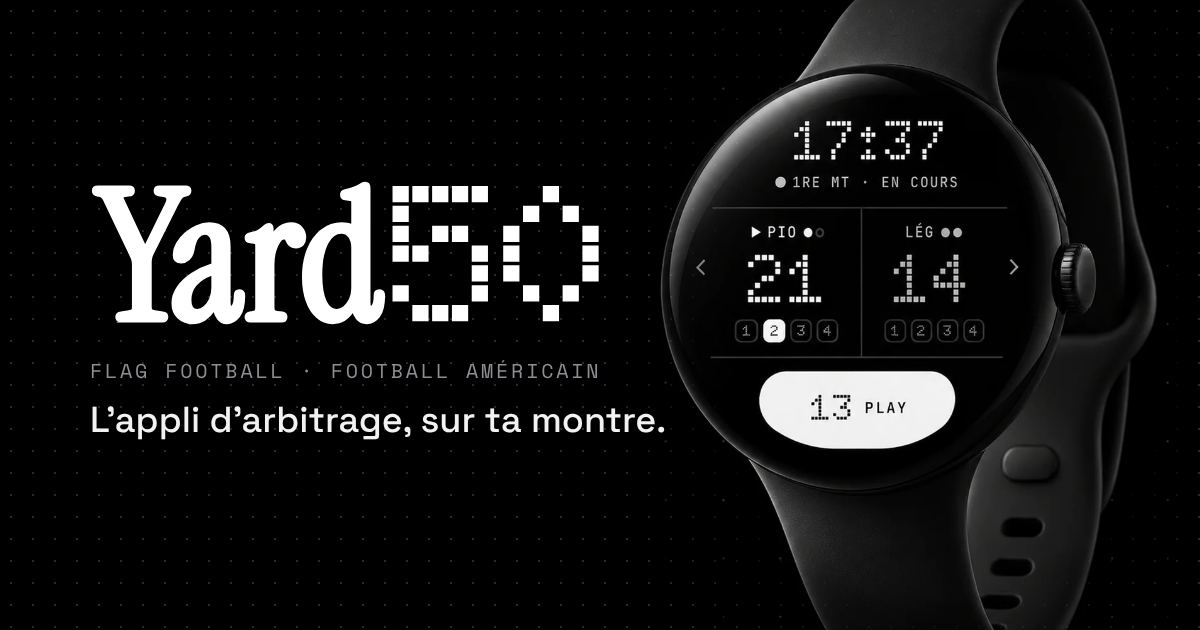 Yard50
FLAG FOOTBALL · FOOTBALL AMÉRICAIN
L'appli d'arbitrage, sur ta montre.
17:37
1RE MT · EN COURS
PIO
21
1 2 3 4
LÉG
14
1 2 3 4
13 PLAY